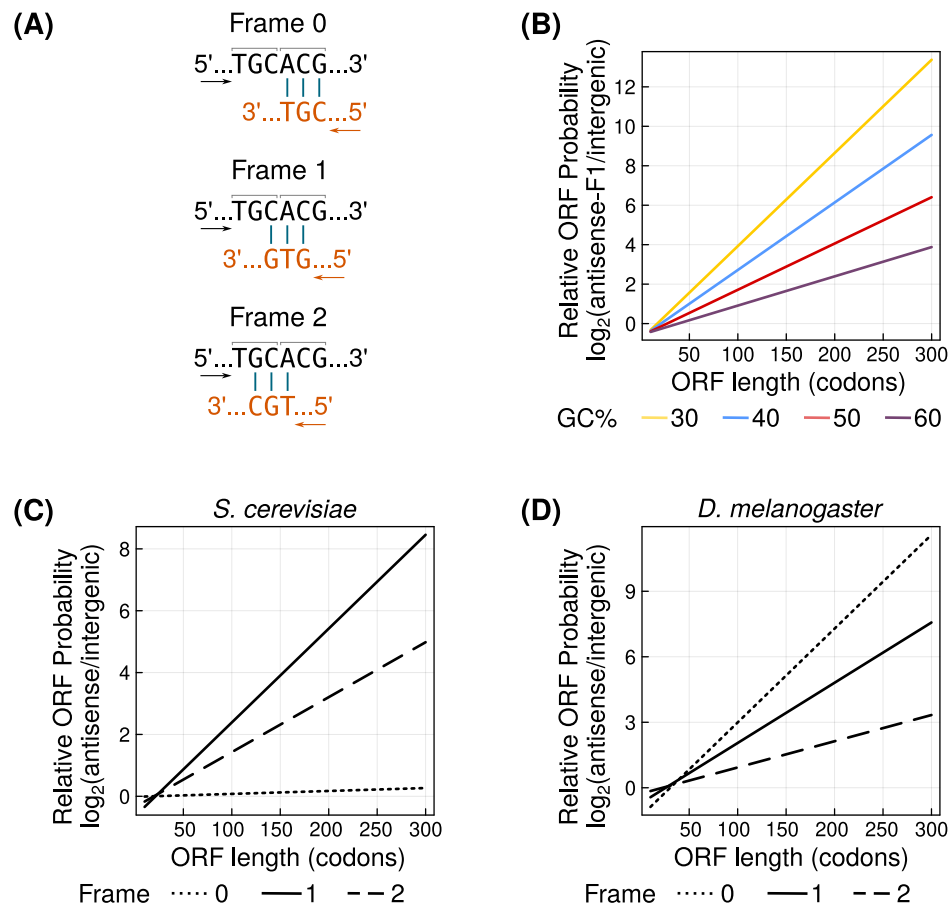 (A)
Frame 0
5'...TGCACG...3'
3'...TGC...5'
Frame 1
5'...TGCACG...3'
3'...GTG...5'
Frame 2
5'...TGCACG...3'
3'...CGT...5'
(B)
Relative ORF Probability
log₂(antisense-F1/intergenic)
12
10
8
6
4
2
0
50 100 150 200 250 300
ORF length (codons)
GC% 30 40 50 60
(C)
S. cerevisiae
Relative ORF Probability
log₂(antisense/intergenic)
8
6
4
2
0
50 100 150 200 250 300
ORF length (codons)
Frame 0 1 2
(D)
D. melanogaster
Relative ORF Probability
log₂(antisense/intergenic)
9
6
3
0
50 100 150 200 250 300
ORF length (codons)
Frame 0 1 2